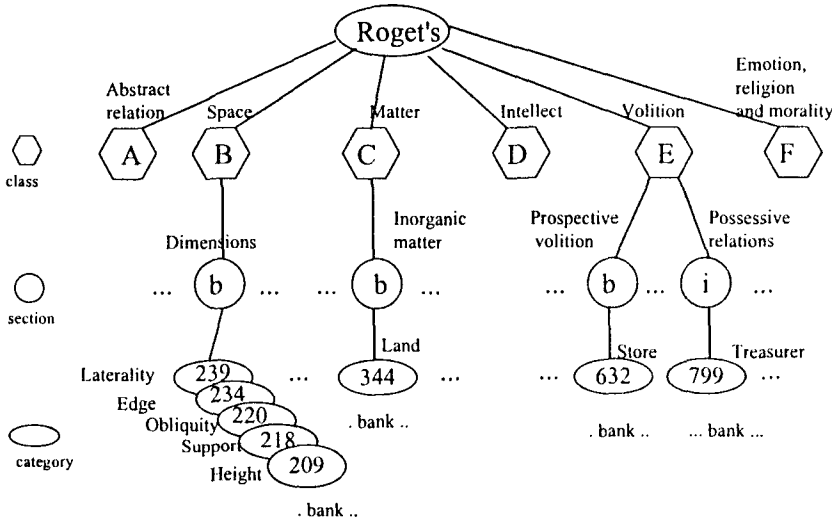 Roget's
Abstract
relation
Space
Matter
Intellect
Volition
Emotion,
religion
and morality
A
B
C
D
E
F
class
Dimensions
Inorganic
matter
Prospective
volition
Possessive
relations
... b ... ... b ... ... b ... i ...
section
Laterality 239 ... Land 344 ... ... Store 632 Treasurer 799 ...
Edge 234
Obliquity 220
Support 218
Height 209
category
. bank ..
. bank ..
... bank ...
. bank ..